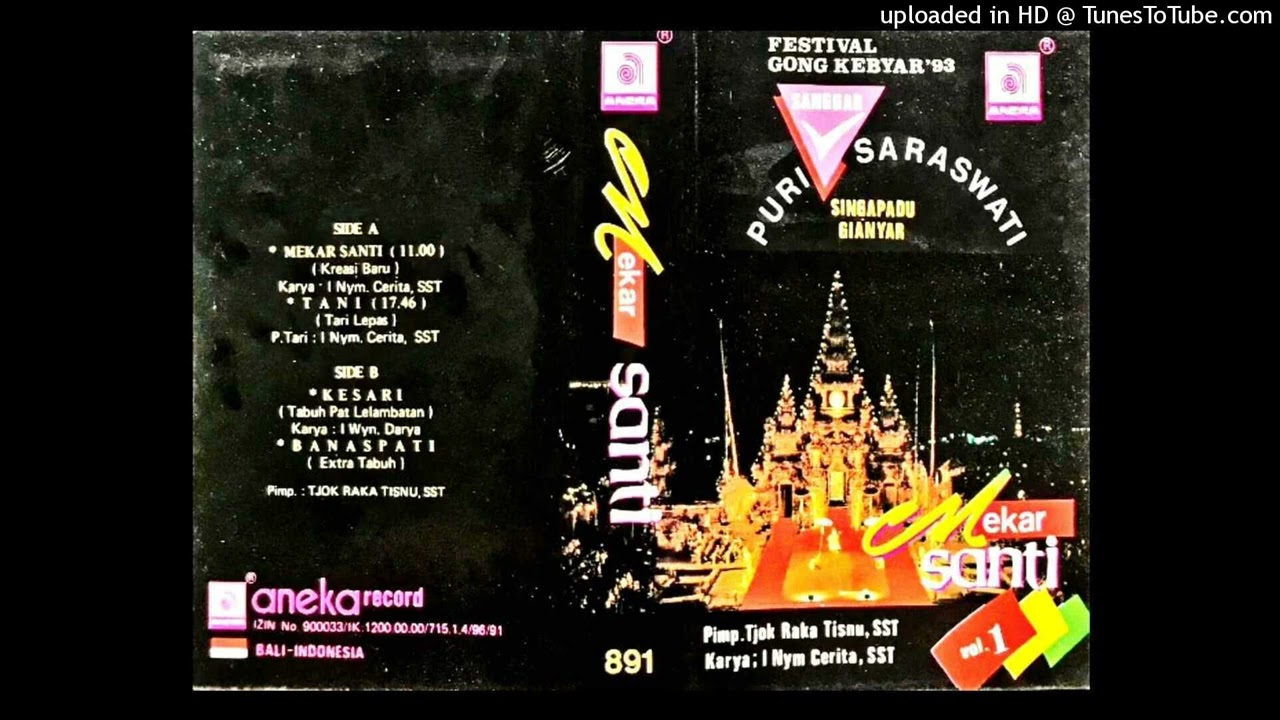 uploaded in HD @ TunesToTube.com
SIDE A
* MEKAR SANTI ( 11.00 )
( Kreasi Baru )
Karya : I Nym. Cerita, SST
* T A N I ( 17.46 )
( Tari Lepas )
P.Tari : I Nym. Cerita, SST
SIDE B
* K E S A R I
( Tabuh Pat Lelambatan )
Karya : I Wyn. Darya
* B A N A S P A T I
( Extra Tabuh )
Pimp. : TJOK RAKA TISNU, SST
® aneka record
IZIN No. 900033/IK.1200.00.00/715.1.4/96/91
BALI-INDONESIA
®
ANEKA
Mekar santi
891
FESTIVAL
GONG KEBYAR '93
®
ANEKA
SANGGAR
PURI SARASWATI
SINGAPADU
GIANYAR
Mekar
santi
Pimp.Tjok Raka Tisnu, SST
Karya; I Nym Cerita, SST
vol. 1